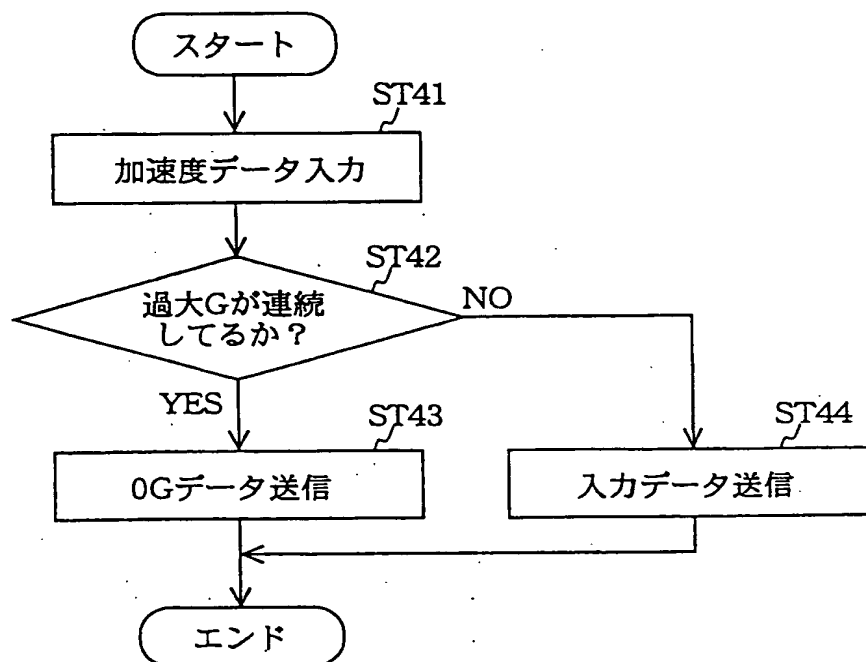 スタート
ST41
加速度データ入力
ST42
過大Gが連続
してるか？
NO
YES
ST43
0Gデータ送信
ST44
入力データ送信
エンド